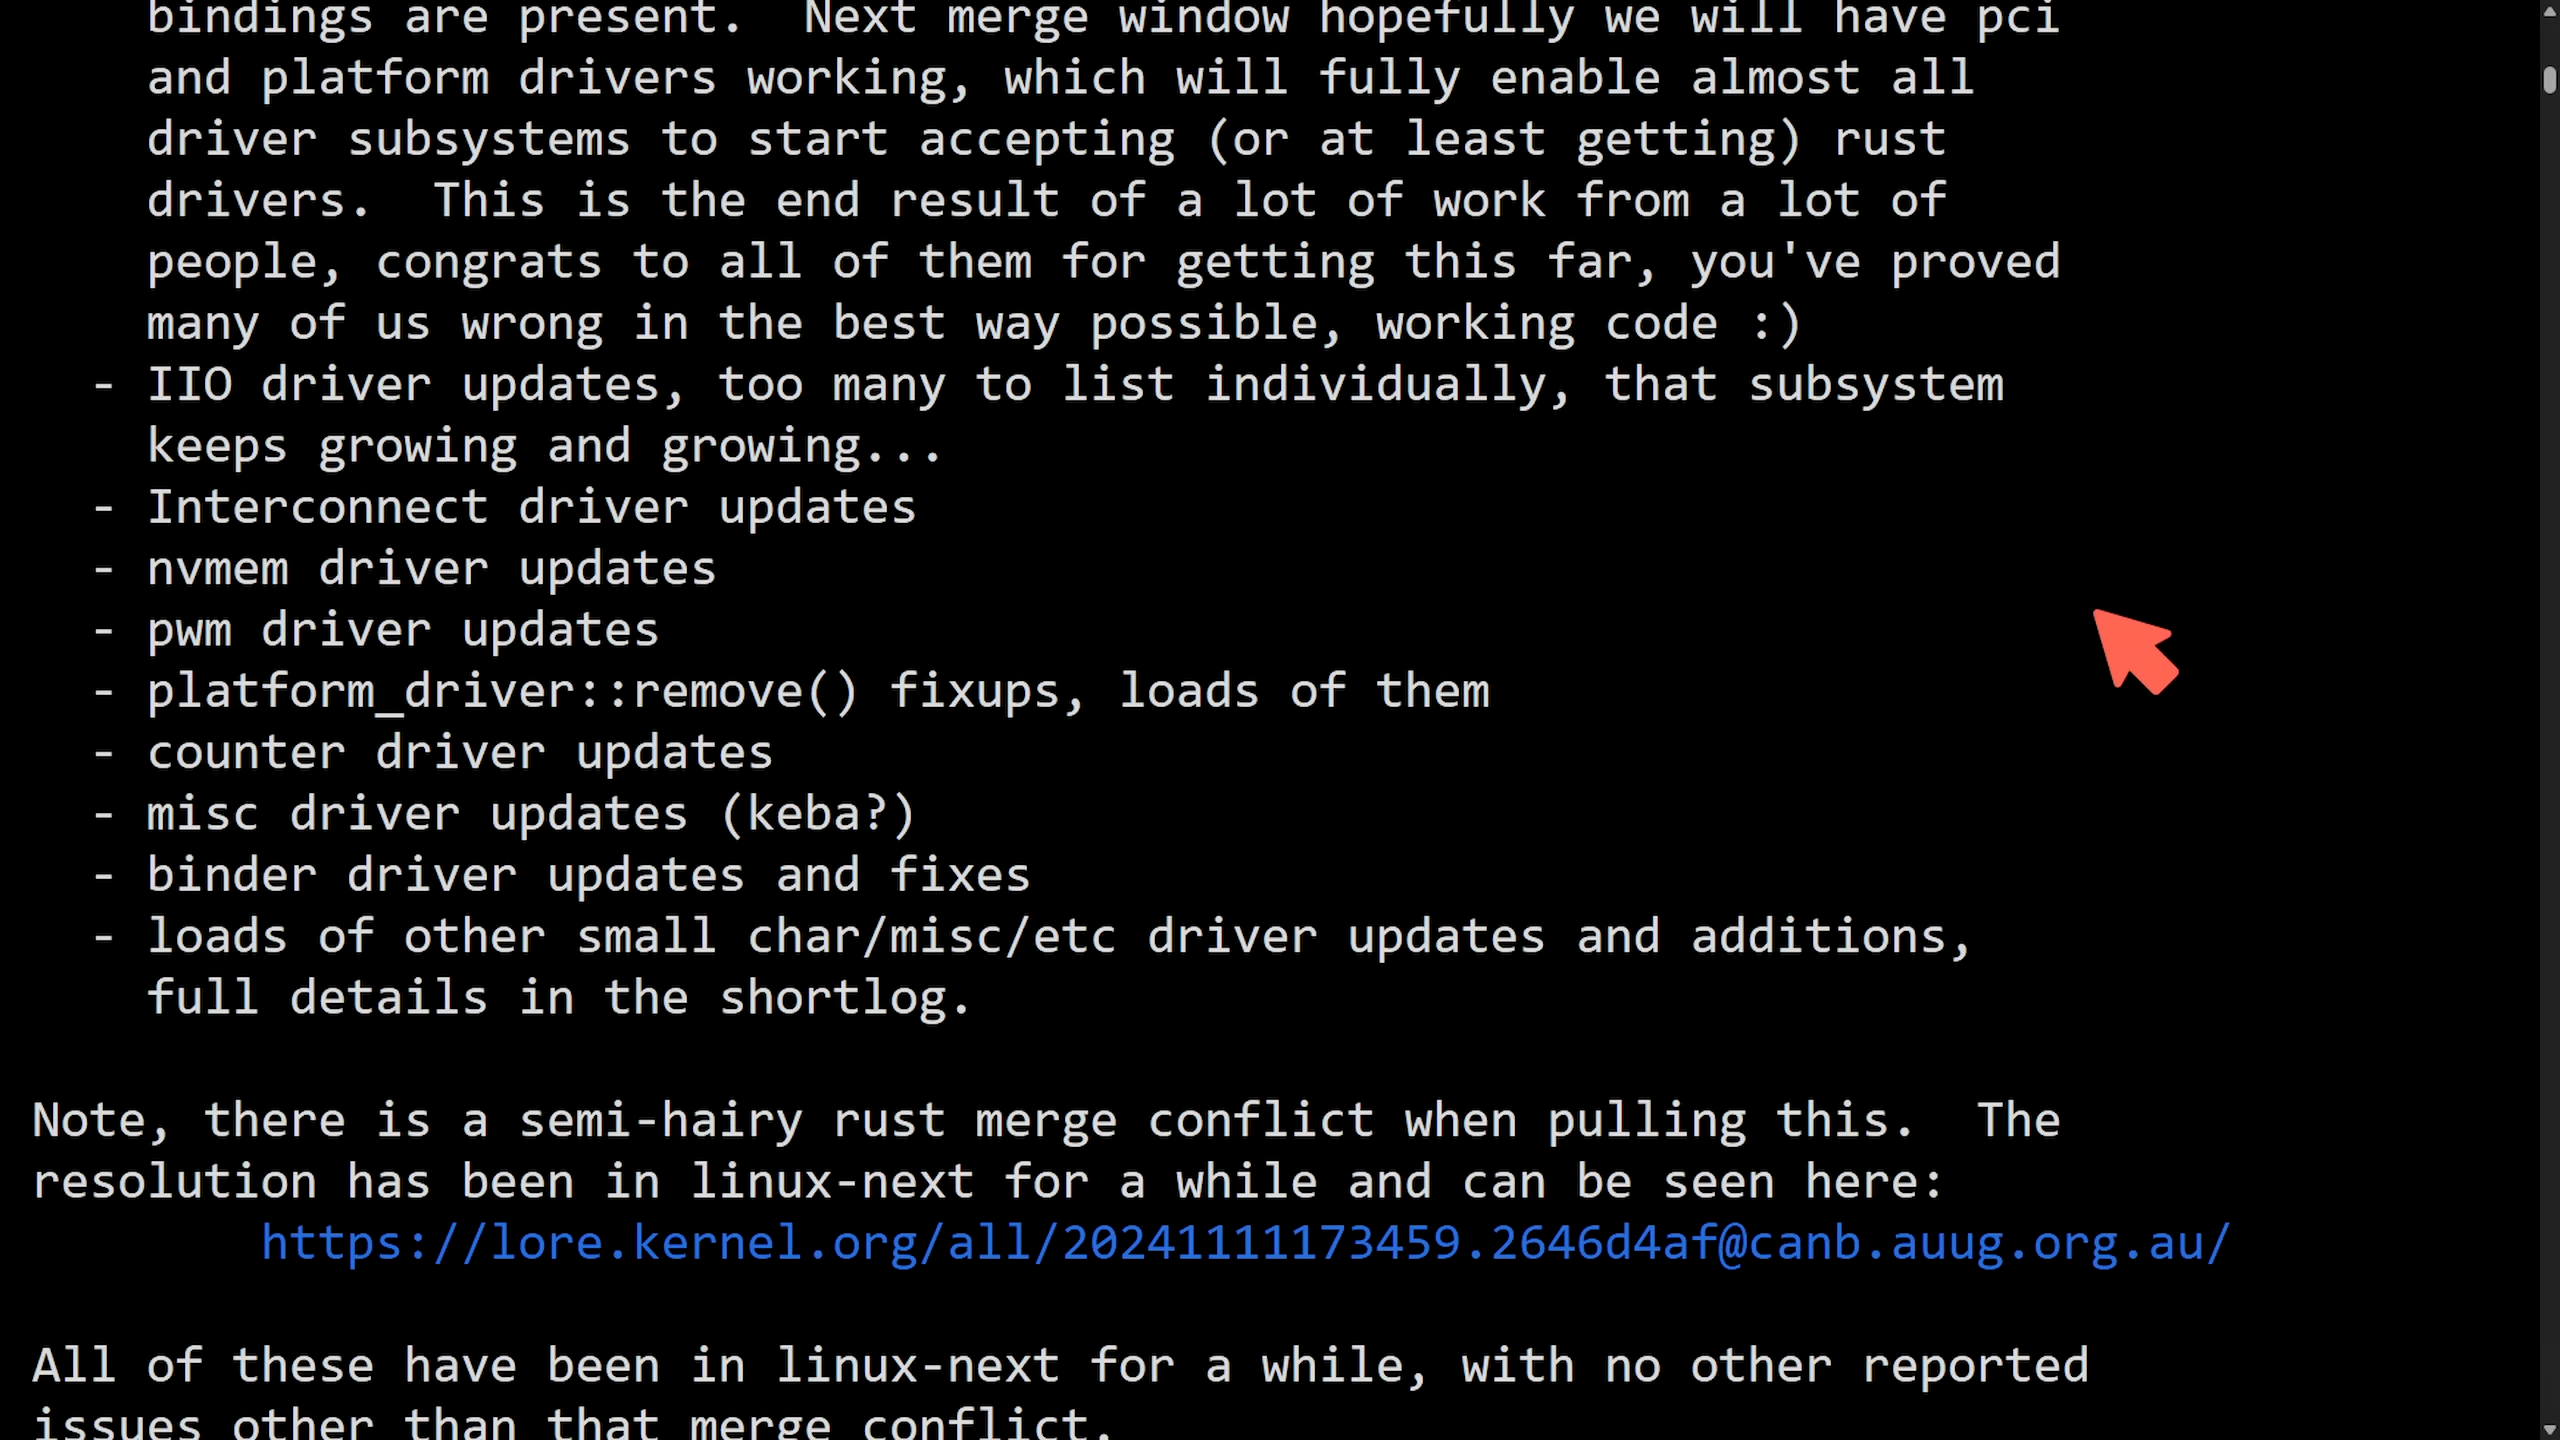 bindings are present.  Next merge window hopefully we will have pci
and platform drivers working, which will fully enable almost all
driver subsystems to start accepting (or at least getting) rust
drivers.  This is the end result of a lot of work from a lot of
people, congrats to all of them for getting this far, you've proved
many of us wrong in the best way possible, working code :)
- IIO driver updates, too many to list individually, that subsystem
keeps growing and growing...
- Interconnect driver updates
- nvmem driver updates
- pwm driver updates
- platform_driver::remove() fixups, loads of them
- counter driver updates
- misc driver updates (keba?)
- binder driver updates and fixes
- loads of other small char/misc/etc driver updates and additions,
full details in the shortlog.
Note, there is a semi-hairy rust merge conflict when pulling this.  The
resolution has been in linux-next for a while and can be seen here:
https://lore.kernel.org/all/20241111173459.2646d4af@canb.auug.org.au/
All of these have been in linux-next for a while, with no other reported
issues other than that merge conflict.